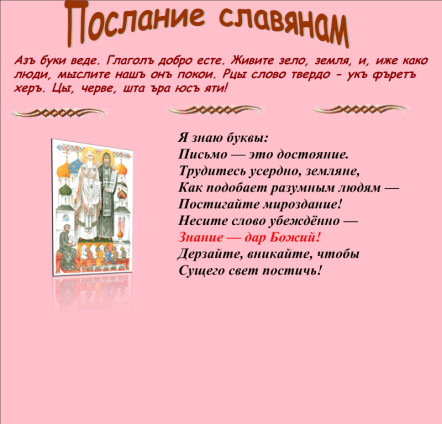 Послание славянам
Азъ буки веде. Глаголъ добро есте. Живите зело, земля, и, иже како
люди, мыслите нашъ онъ покои. Рцы слово твердо – укъ фъретъ
херъ. Цы, черве, шта ъра юсъ яти!
Я знаю буквы:
Письмо — это достояние.
Трудитесь усердно, земляне,
Как подобает разумным людям —
Постигайте мироздание!
Несите слово убеждённо —
Знание — дар Божий!
Дерзайте, вникайте, чтобы
Сущего свет постичь!